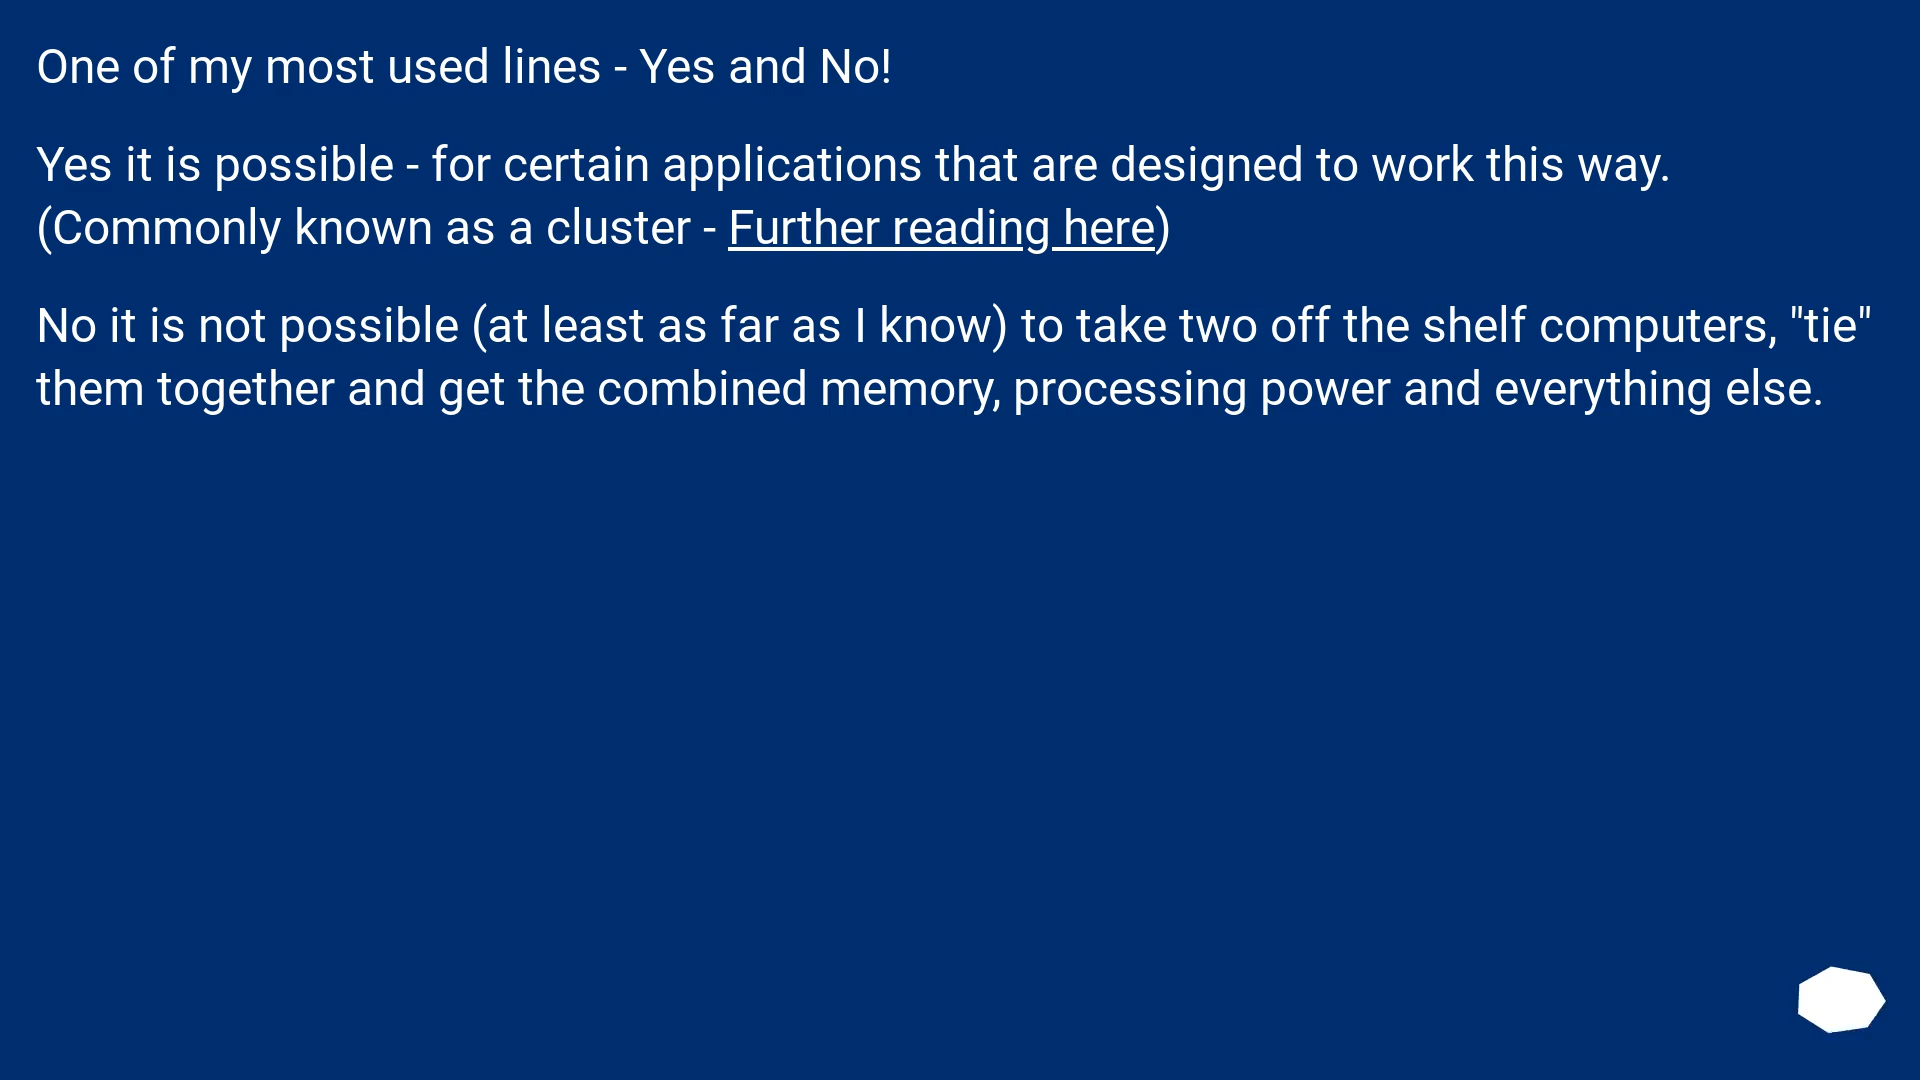 One of my most used lines - Yes and No!
Yes it is possible - for certain applications that are designed to work this way.
(Commonly known as a cluster - Further reading here)
No it is not possible (at least as far as I know) to take two off the shelf computers, "tie"
them together and get the combined memory, processing power and everything else.